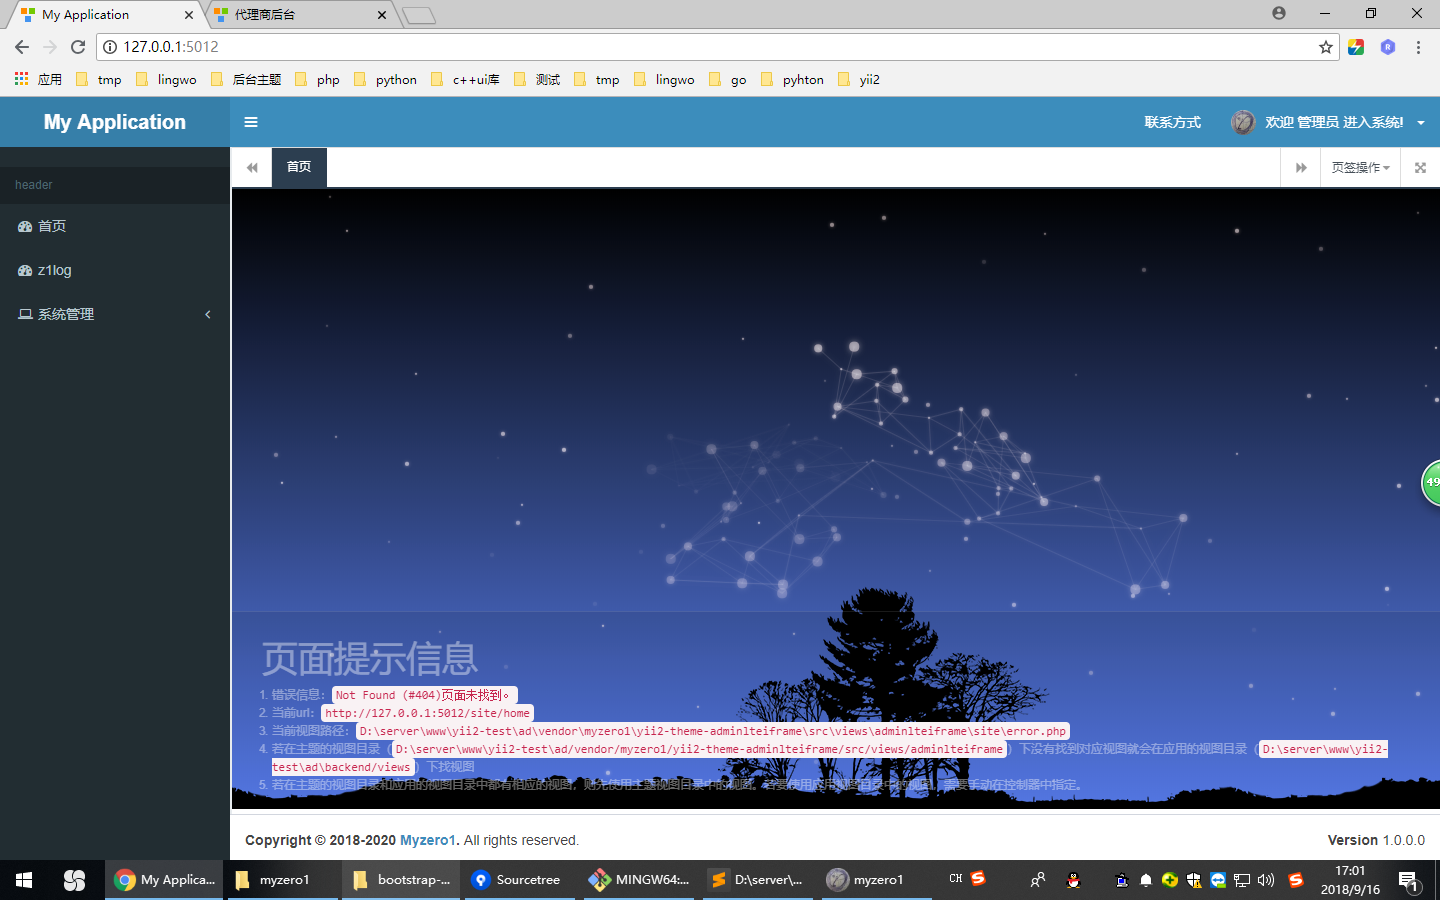 My Application
代理商后台
127.0.0.1:5012
应用 tmp lingwo 后台主题 php python c++ui库 测试 tmp lingwo go pyhton yii2
My Application
联系方式 欢迎 管理员 进入系统!
首页
页签操作
header
首页
z1log
系统管理
49
页面提示信息
1. 错误信息: Not Found (#404)页面未找到。
2. 当前url: http://127.0.0.1:5012/site/home
3. 当前视图路径: D:\server\www\yii2-test\ad\vendor\myzero1\yii2-theme-adminlteiframe\src\views\adminlteiframe\site\error.php
4. 若在主题的视图目录（D:\server\www\yii2-test\ad/vendor/myzero1/yii2-theme-adminlteiframe/src/views/adminlteiframe）下没有找到对应视图就会在应用的视图目录（D:\server\www\yii2-
test\ad\backend/views）下找视图
5. 若在主题的视图目录和应用的视图目录中都有相应的视图，则先使用主题视图目录中的视图。若要使用应用视图目录中的视图，需要手动在控制器中指定。
Copyright © 2018-2020 Myzero1. All rights reserved.
Version 1.0.0.0
My Applica... myzero1 bootstrap-... Sourcetree MINGW64:... D:\server\... myzero1 CH
17:01
2018/9/16
1